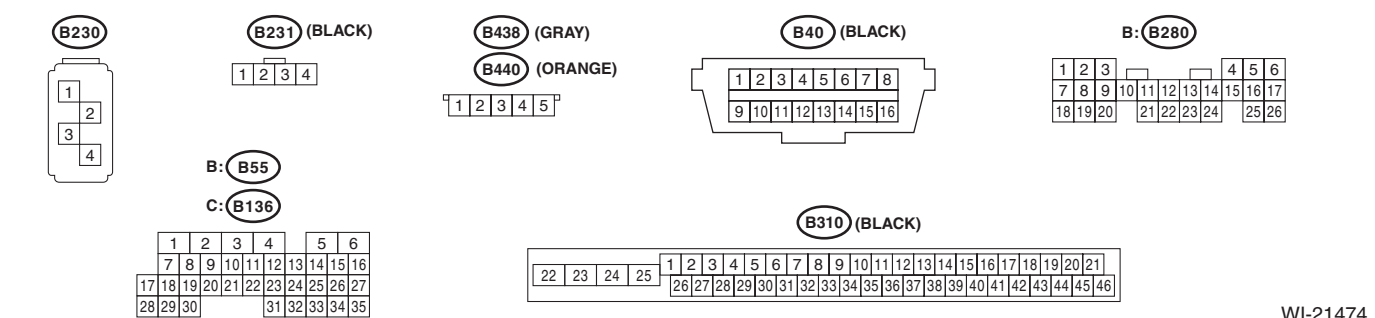 B230
1
2
3
4
B231 (BLACK)
1 2 3 4
B438 (GRAY)
B440 (ORANGE)
1 2 3 4 5
B40 (BLACK)
1 2 3 4 5 6 7 8
9 10 11 12 13 14 15 16
B: B280
1 2 3 4 5 6
7 8 9 10 11 12 13 14 15 16 17
18 19 20 21 22 23 24 25 26
B: B55
C: B136
1 2 3 4 5 6
7 8 9 10 11 12 13 14 15 16
17 18 19 20 21 22 23 24 25 26 27
28 29 30 31 32 33 34 35
B310 (BLACK)
22 23 24 25 1 2 3 4 5 6 7 8 9 10 11 12 13 14 15 16 17 18 19 20 21
26 27 28 29 30 31 32 33 34 35 36 37 38 39 40 41 42 43 44 45 46
WI-21474